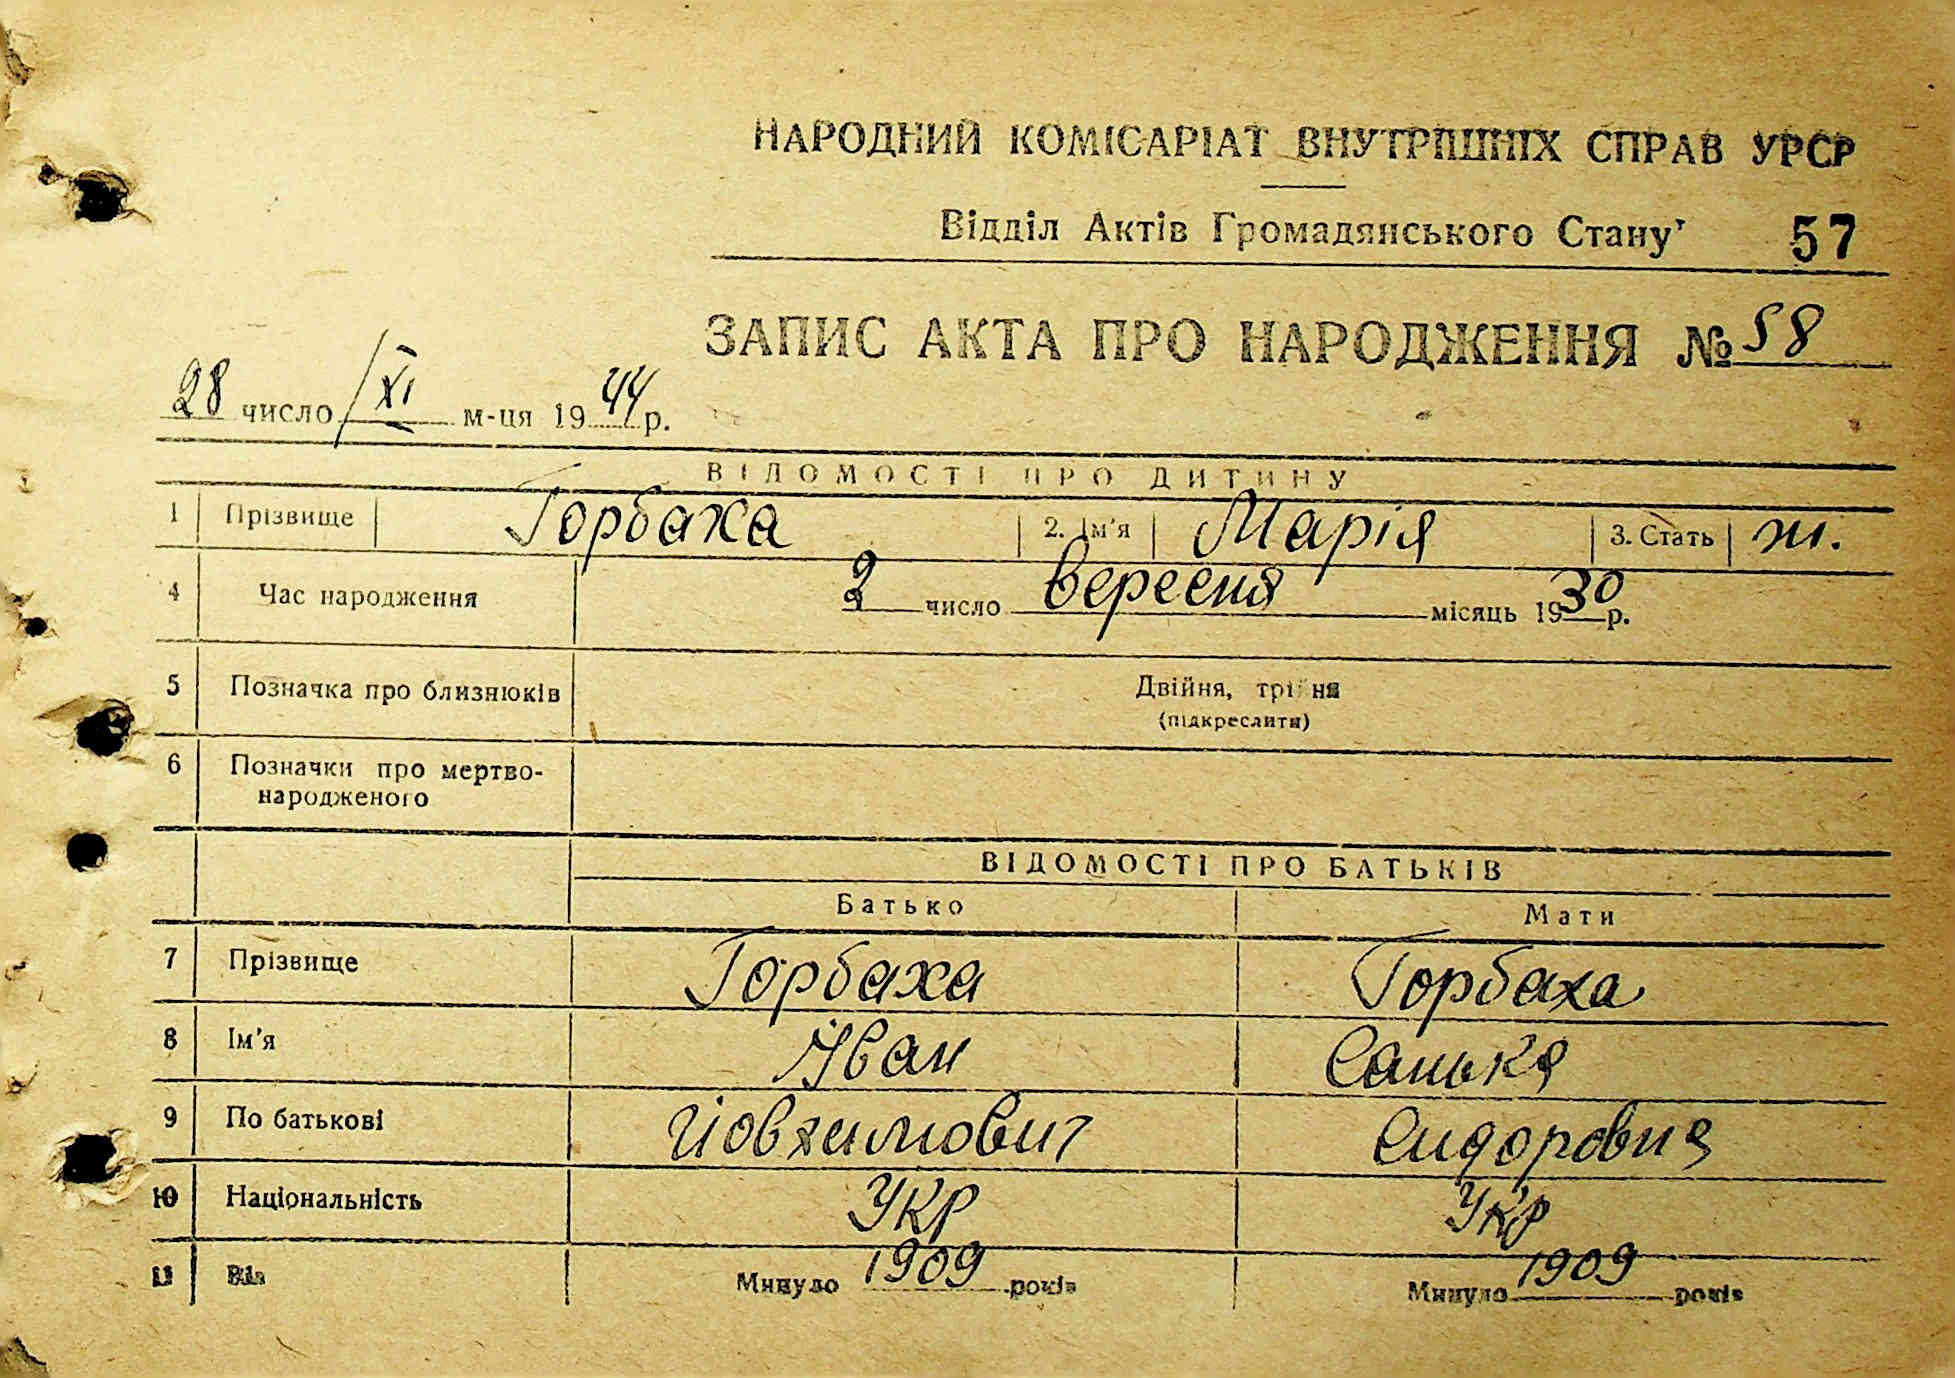 НАРОДНИЙ КОМІСАРІАТ ВНУТРІШНІХ СПРАВ УРСР
Відділ Актів Громадянського Стану 57
ЗАПИС АКТА ПРО НАРОДЖЕННЯ № 58
28 число XI м-ця 1944 р.
ВІДОМОСТІ ПРО ДИТИНУ
1 Прізвище Горбаха 2. Ім'я Марія 3. Стать ж.
4 Час народження 2 число вересня місяць 1930 р.
5 Позначка про близнюків Двійня, трійня
(підкреслити)
6 Позначки про мертво-
народженого
ВІДОМОСТІ ПРО БАТЬКІВ
Батько Мати
7 Прізвище Горбаха Горбаха
8 Ім'я Іван Санька
9 По батькові Йовхимович Сидоровна
10 Національність УКР УКР
11 Вік Минуло 1909 років Минуло 1909 років